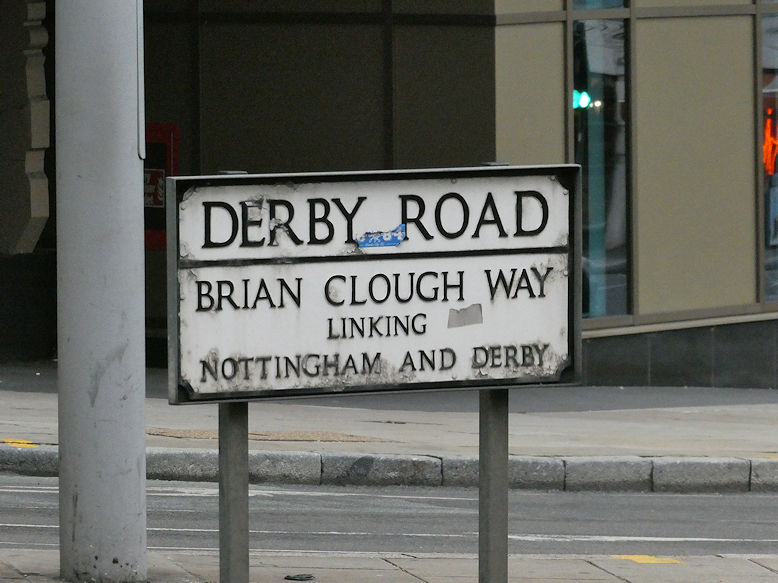 DERBY ROAD
BRIAN CLOUGH WAY
LINKING
NOTTINGHAM AND DERBY